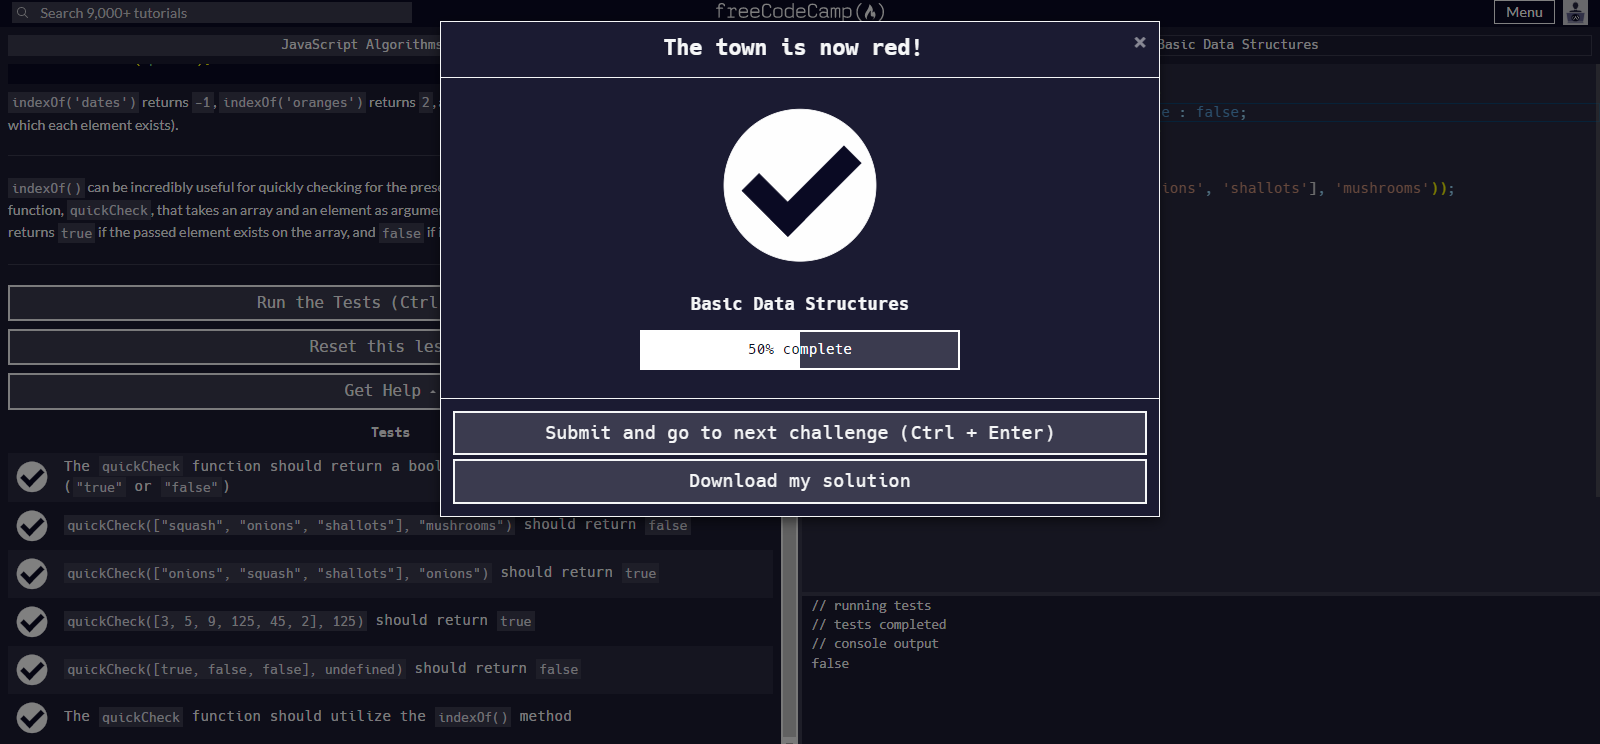 Search 9,000+ tutorials
freeCodeCamp(🔥)
Menu
JavaScript Algorithms
Basic Data Structures
The town is now red!
×
indexOf('dates') returns -1, indexOf('oranges') returns 2,
which each element exists).
e : false;
indexOf() can be incredibly useful for quickly checking for the
function, quickCheck, that takes an array and an element as
returns true if the passed element exists on the array, and false if
'shallots'], 'mushrooms'));
Basic Data Structures
50% complete
Run the Tests (Ctrl
Reset this
Get Help
Submit and go to next challenge (Ctrl + Enter)
Download my solution
Tests
The quickCheck function should return a
("true" or "false")
quickCheck(["squash", "onions", "shallots"], "mushrooms") should return false
quickCheck(["onions", "squash", "shallots"], "onions") should return true
quickCheck([3, 5, 9, 125, 45, 2], 125) should return true
quickCheck([true, false, false], undefined) should return false
The quickCheck function should utilize the indexOf() method
// running tests
// tests completed
// console output
false